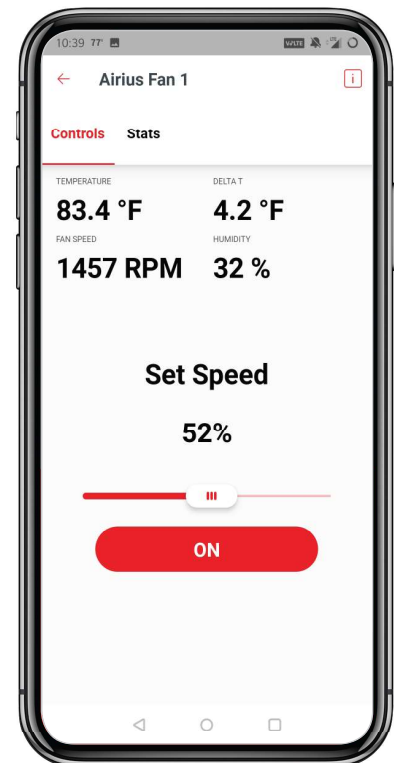 10:39 77°
Airius Fan 1
Controls Stats
TEMPERATURE DELTA T
83.4 °F 4.2 °F
FAN SPEED HUMIDITY
1457 RPM 32 %
Set Speed
52%
ON